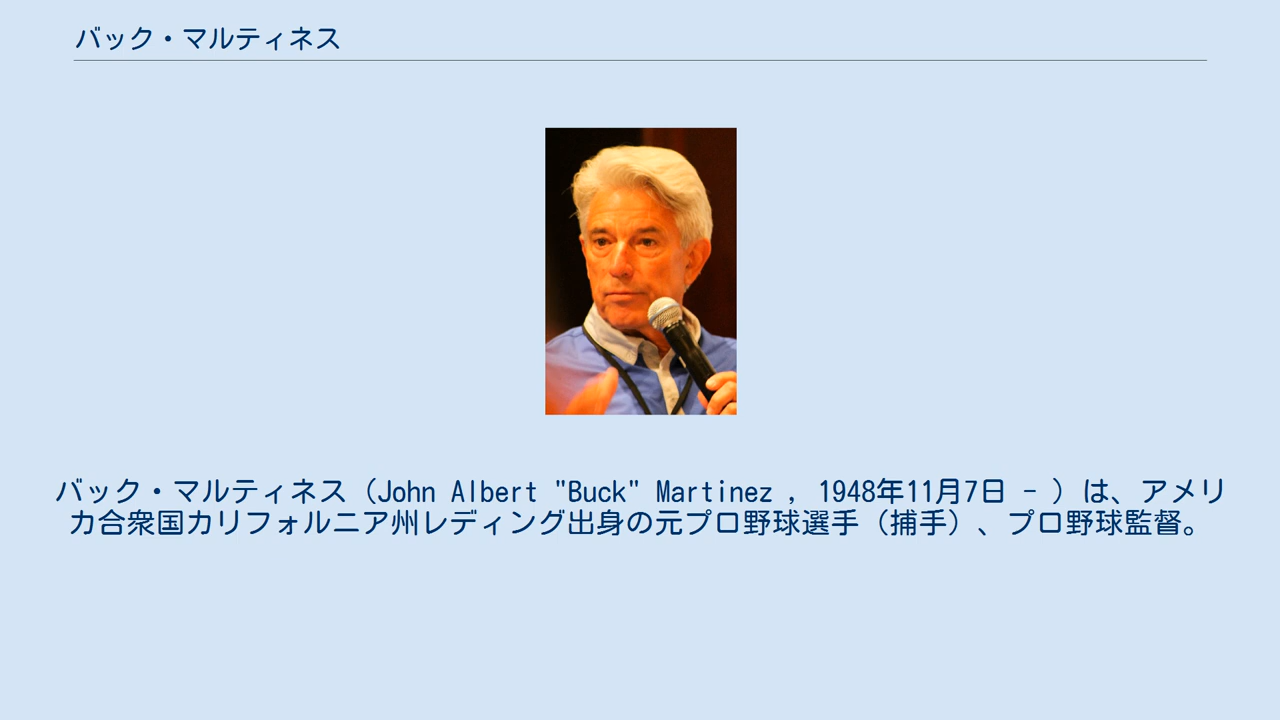 バック・マルティネス
バック・マルティネス（John Albert "Buck" Martinez , 1948年11月7日 - ）は、アメリ
カ合衆国カリフォルニア州レディング出身の元プロ野球選手（捕手）、プロ野球監督。